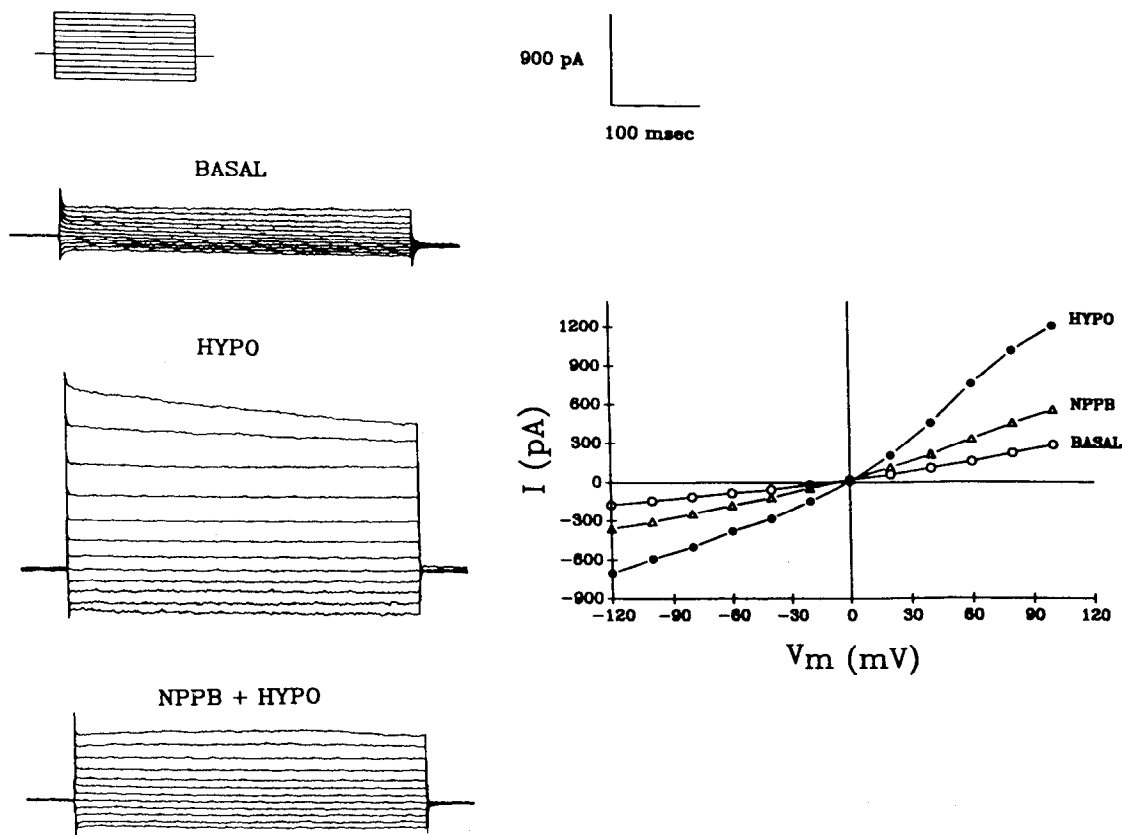 900 pA
100 msec
BASAL
HYPO
NPPB + HYPO
I (pA)
1200
900
600
300
0
−300
−600
−900
−120
−90
−60
−30
0
30
60
90
120
Vm (mV)
HYPO
NPPB
BASAL